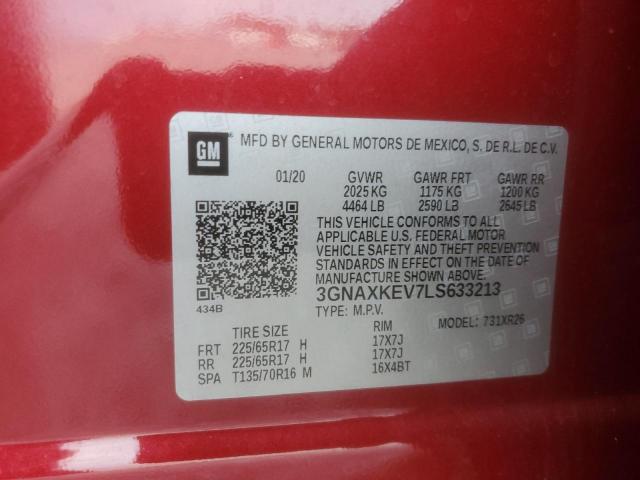 GM MFD BY GENERAL MOTORS DE MEXICO, S. DE R.L. DE C.V.
01/20 GVWR GAWR FRT GAWR RR
2025 KG 1175 KG 1200 KG
4464 LB 2590 LB 2645 LB
THIS VEHICLE CONFORMS TO ALL
APPLICABLE U.S. FEDERAL MOTOR
VEHICLE SAFETY AND THEFT PREVENTION
STANDARDS IN EFFECT ON THE DATE OF
MANUFACTURE SHOWN ABOVE.
3GNAXKEV7LS633213
434B TYPE: M.P.V. MODEL: 731XR26
TIRE SIZE RIM
FRT 225/65R17 H 17X7J
RR 225/65R17 H 17X7J
SPA T135/70R16 M 16X4BT